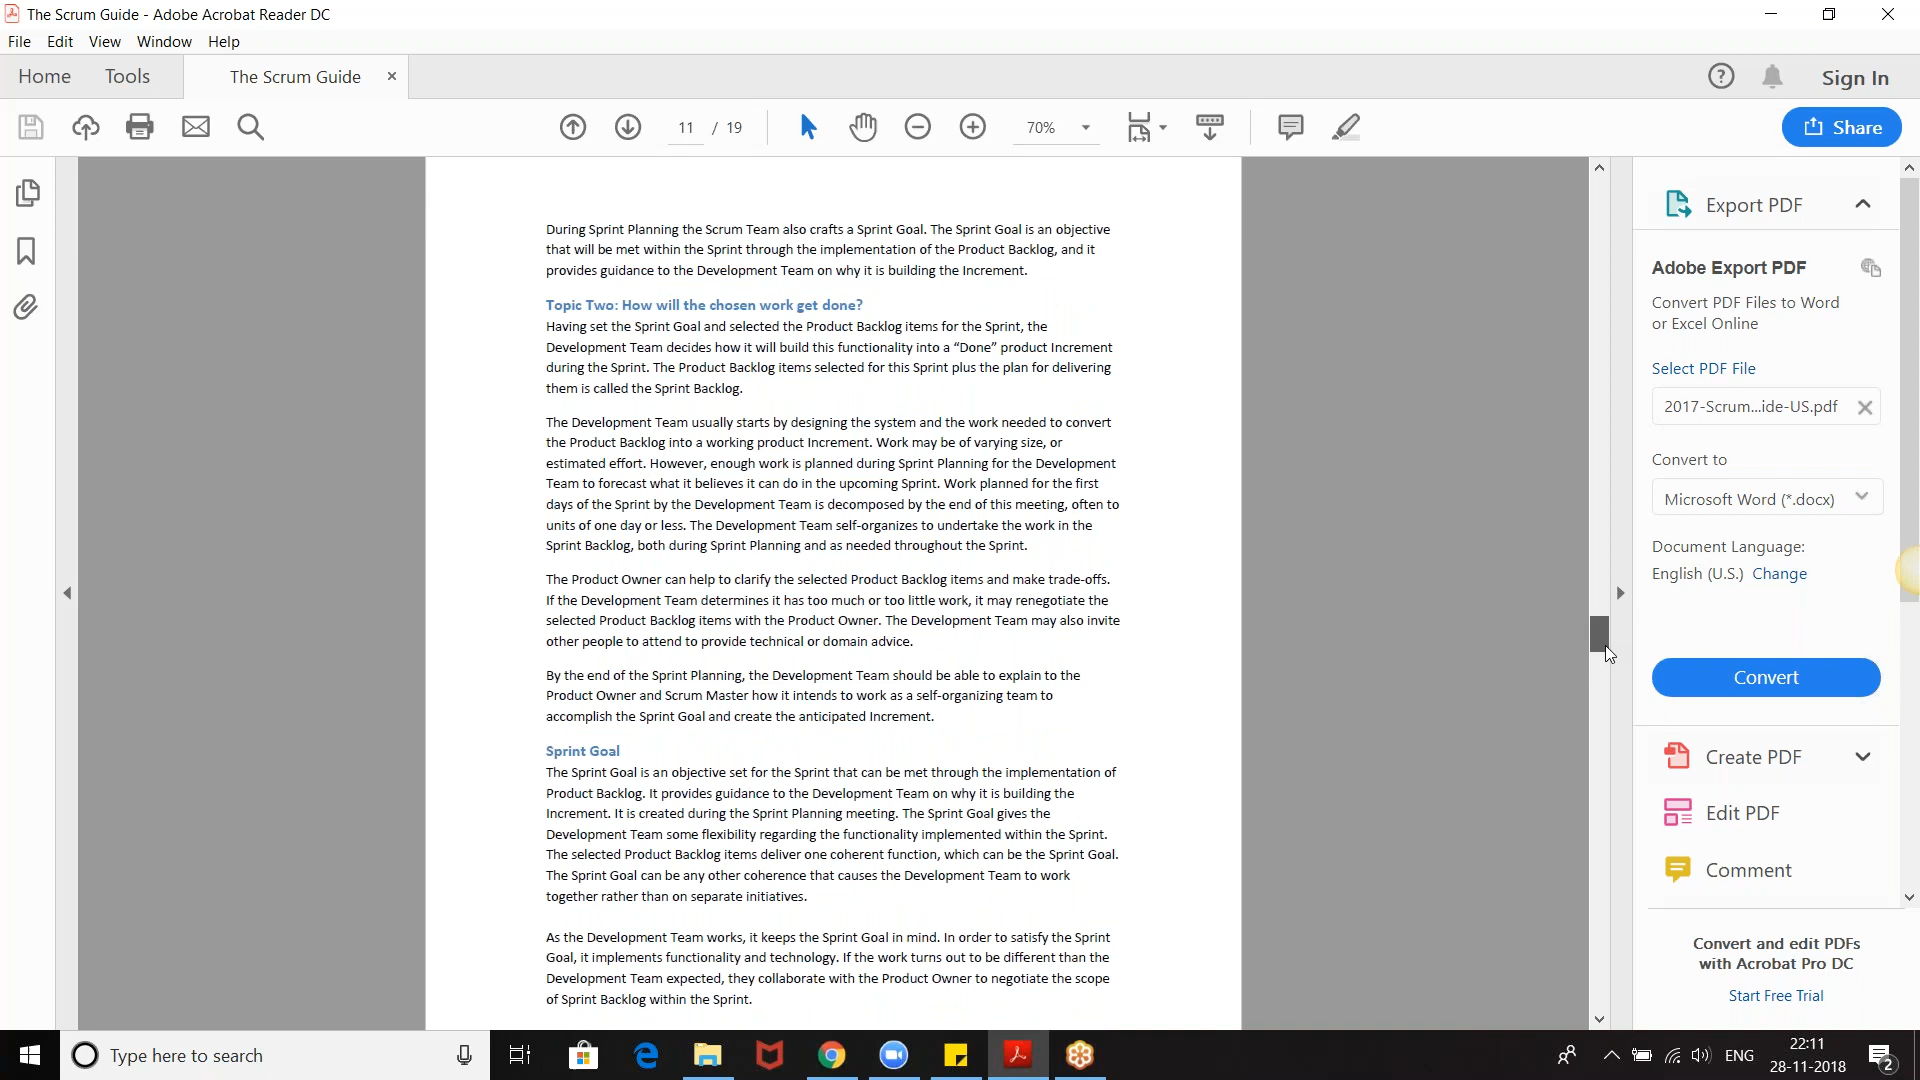 The Scrum Guide - Adobe Acrobat Reader DC
File Edit View Window Help
Home Tools The Scrum Guide × Sign In
11 / 19 70% Share
During Sprint Planning the Scrum Team also crafts a Sprint Goal. The Sprint Goal is an objective
that will be met within the Sprint through the implementation of the Product Backlog, and it
provides guidance to the Development Team on why it is building the Increment.
Topic Two: How will the chosen work get done?
Having set the Sprint Goal and selected the Product Backlog items for the Sprint, the
Development Team decides how it will build this functionality into a “Done” product Increment
during the Sprint. The Product Backlog items selected for this Sprint plus the plan for delivering
them is called the Sprint Backlog.
The Development Team usually starts by designing the system and the work needed to convert
the Product Backlog into a working product Increment. Work may be of varying size, or
estimated effort. However, enough work is planned during Sprint Planning for the Development
Team to forecast what it believes it can do in the upcoming Sprint. Work planned for the first
days of the Sprint by the Development Team is decomposed by the end of this meeting, often to
units of one day or less. The Development Team self-organizes to undertake the work in the
Sprint Backlog, both during Sprint Planning and as needed throughout the Sprint.
The Product Owner can help to clarify the selected Product Backlog items and make trade-offs.
If the Development Team determines it has too much or too little work, it may renegotiate the
selected Product Backlog items with the Product Owner. The Development Team may also invite
other people to attend to provide technical or domain advice.
By the end of the Sprint Planning, the Development Team should be able to explain to the
Product Owner and Scrum Master how it intends to work as a self-organizing team to
accomplish the Sprint Goal and create the anticipated Increment.
Sprint Goal
The Sprint Goal is an objective set for the Sprint that can be met through the implementation of
Product Backlog. It provides guidance to the Development Team on why it is building the
Increment. It is created during the Sprint Planning meeting. The Sprint Goal gives the
Development Team some flexibility regarding the functionality implemented within the Sprint.
The selected Product Backlog items deliver one coherent function, which can be the Sprint Goal.
The Sprint Goal can be any other coherence that causes the Development Team to work
together rather than on separate initiatives.
As the Development Team works, it keeps the Sprint Goal in mind. In order to satisfy the Sprint
Goal, it implements functionality and technology. If the work turns out to be different than the
Development Team expected, they collaborate with the Product Owner to negotiate the scope
of Sprint Backlog within the Sprint.
Export PDF
Adobe Export PDF
Convert PDF Files to Word
or Excel Online
Select PDF File
2017-Scrum...ide-US.pdf
Convert to
Microsoft Word (*.docx)
Document Language:
English (U.S.) Change
Convert
Create PDF
Edit PDF
Comment
Convert and edit PDFs
with Acrobat Pro DC
Start Free Trial
Type here to search
ENG
22:11
28-11-2018
2